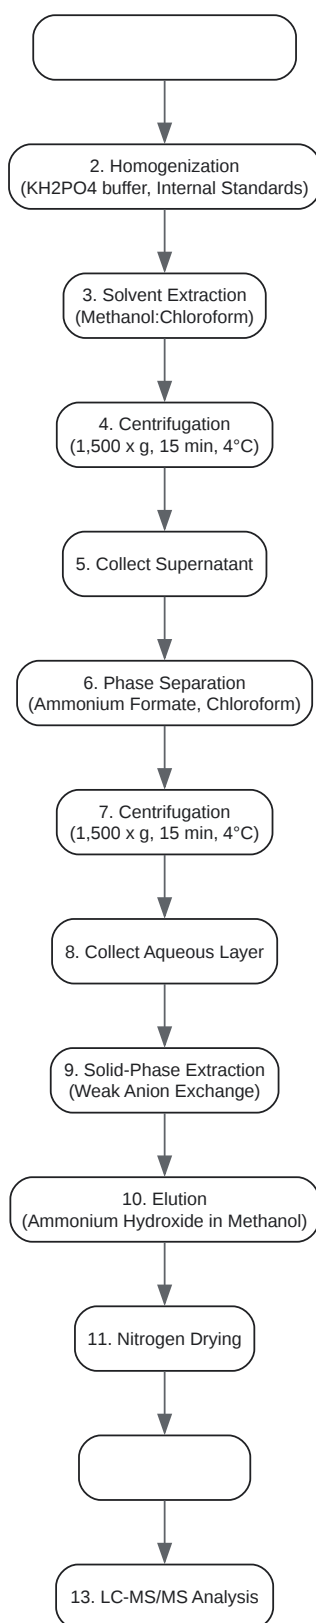 2. Homogenization
(KH2PO4 buffer, Internal Standards)
3. Solvent Extraction
(Methanol:Chloroform)
4. Centrifugation
(1,500 x g, 15 min, 4°C)
5. Collect Supernatant
6. Phase Separation
(Ammonium Formate, Chloroform)
7. Centrifugation
(1,500 x g, 15 min, 4°C)
8. Collect Aqueous Layer
9. Solid-Phase Extraction
(Weak Anion Exchange)
10. Elution
(Ammonium Hydroxide in Methanol)
11. Nitrogen Drying
13. LC-MS/MS Analysis